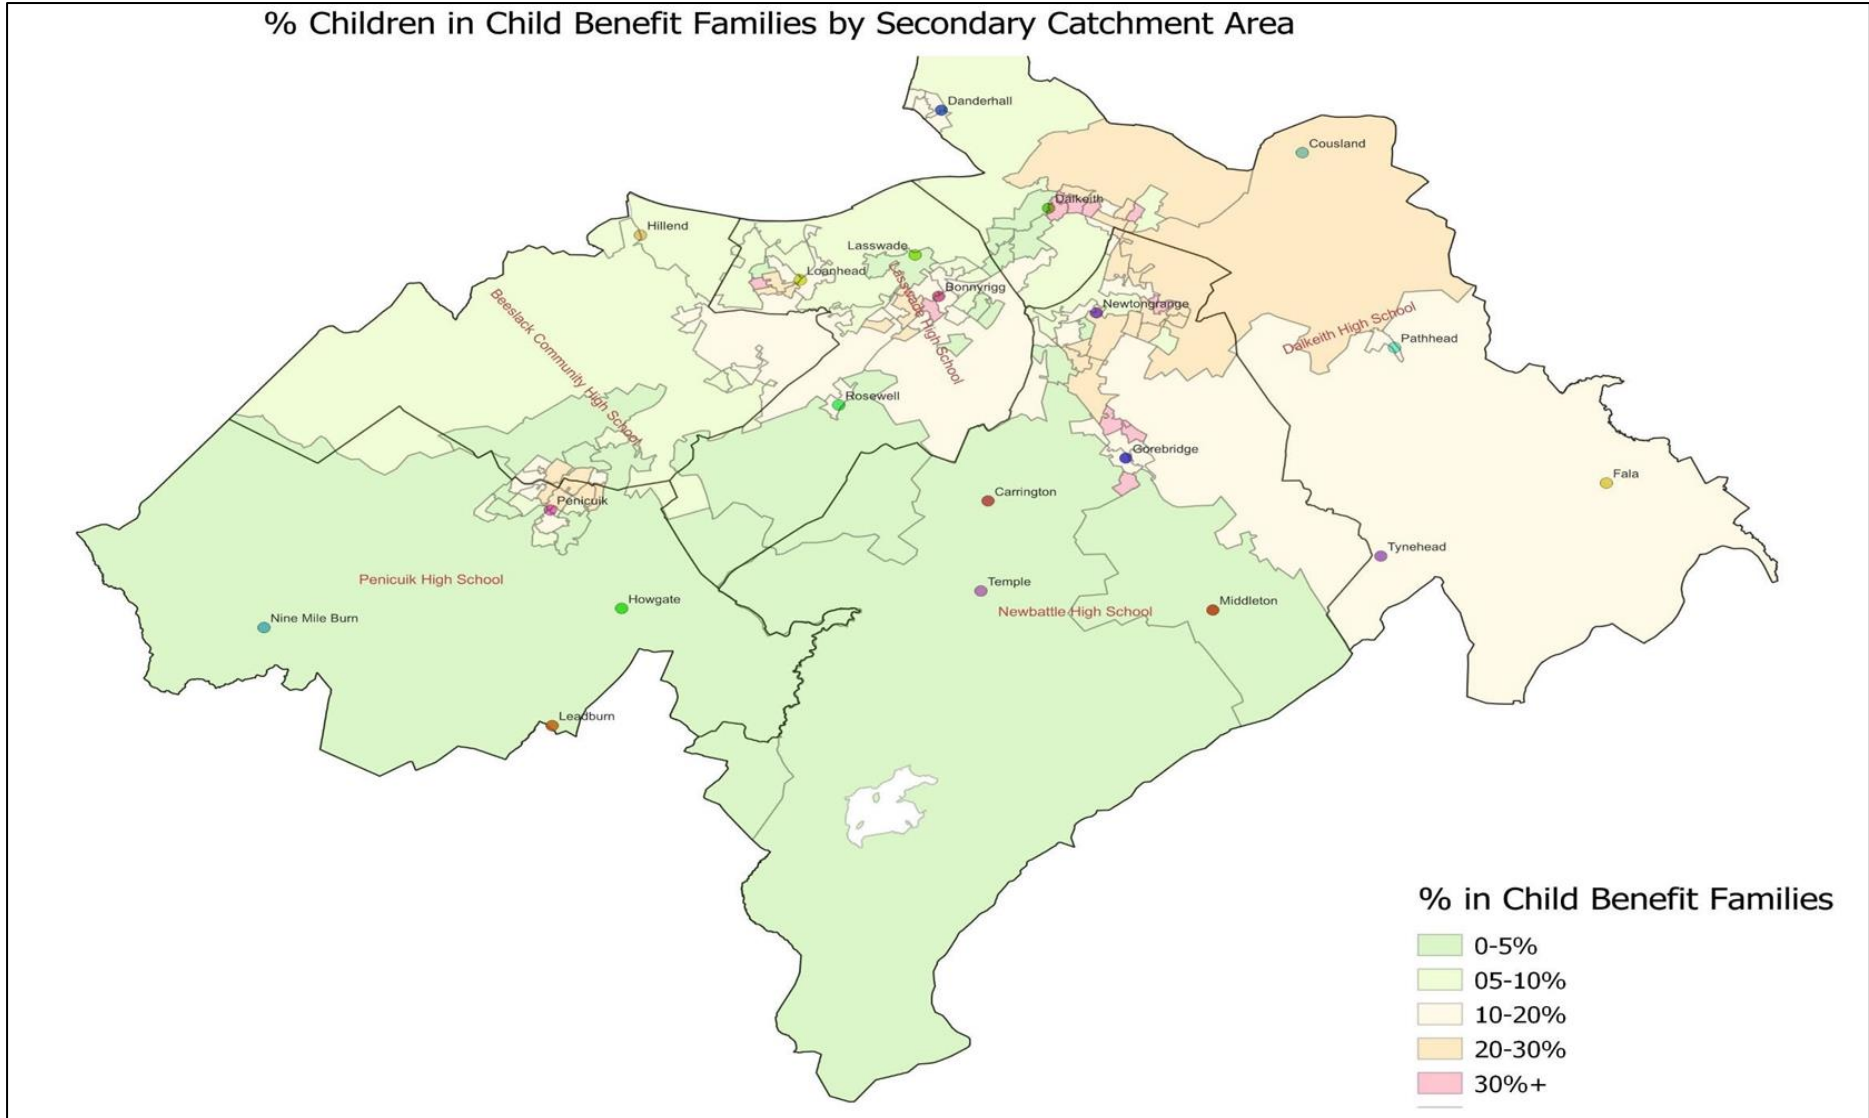 % Children in Child Benefit Families by Secondary Catchment Area
Danderhall
Cousland
Dalkeith
Hillend
Lasswade
Loanhead
Bonnyrigg
Newtongrange
Beeslack Community High School
Lasswade High School
Dalkeith High School
Pathhead
Rosewell
Gorebridge
Fala
Carrington
Penicuik
Tynehead
Penicuik High School
Temple
Howgate
Middleton
Newbattle High School
Nine Mile Burn
Leadburn
% in Child Benefit Families
0-5%
05-10%
10-20%
20-30%
30%+